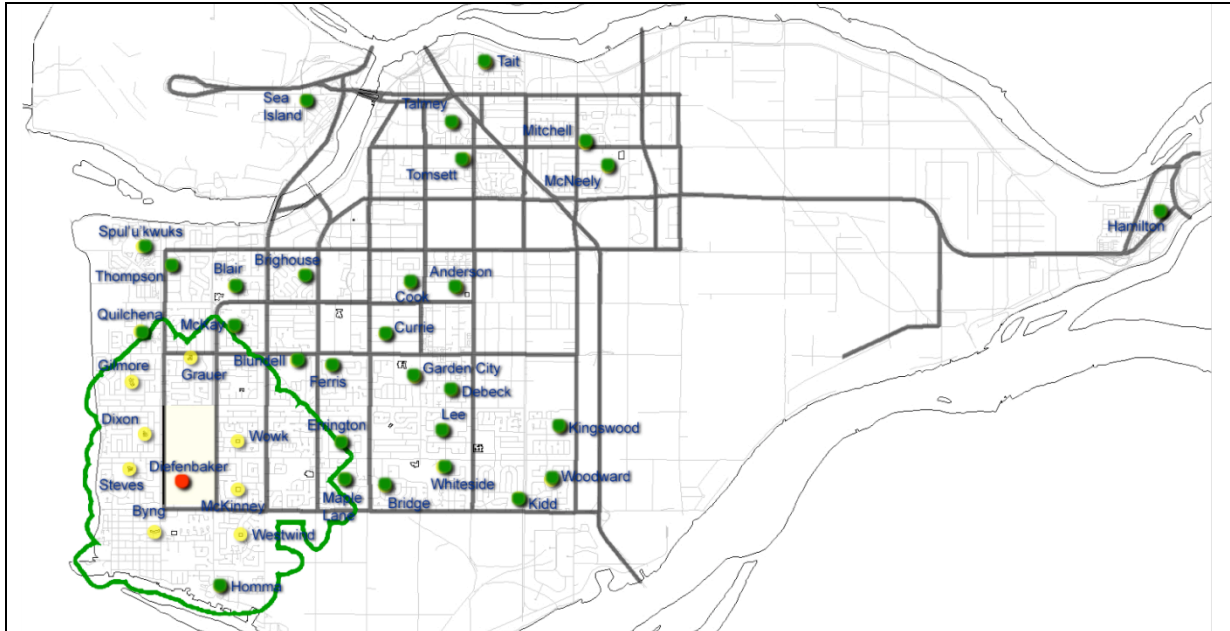 Tait
Sea
Island
Talmey
Mitchell
Tomsett
McNeely
Hamilton
Spul'u'kwuks
Thompson
Blair
Brighouse
Anderson
Cook
Quilchena
McKay
Currie
Gilmore
Grauer
Blundell
Ferris
Garden City
Debeck
Dixon
Wowk
Errington
Lee
Kingswood
Diefenbaker
Steves
McKinney
Maple
Lane
Bridge
Whiteside
Woodward
Kidd
Byng
Westwind
Homma